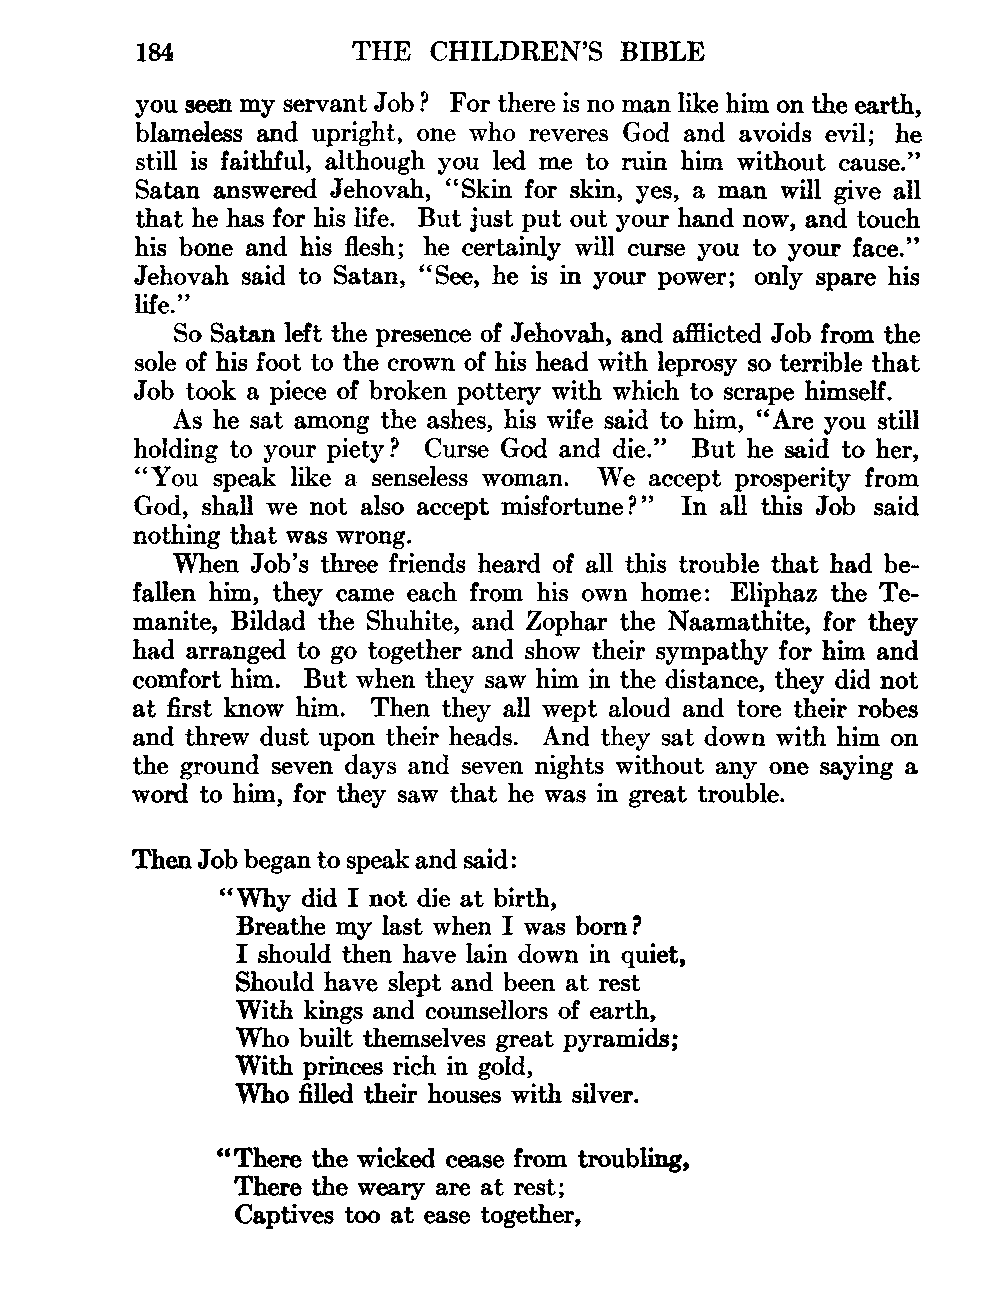 184 THE CHILDREN'S BIBLE
you seen my servant Job? For there is no man like him on the earth,
blameless and upright, one who reveres God and avoids evil; he
still is faithful, although you led me to ruin him without cause.”
Satan answered Jehovah, “Skin for skin, yes, a man will give all
that he has for his life. But just put out your hand now, and touch
his bone and his flesh; he certainly will curse you to your face.”
Jehovah said to Satan, “See, he is in your power; only spare his
life.”
So Satan left the presence of Jehovah, and afflicted Job from the
sole of his foot to the crown of his head with leprosy so terrible that
Job took a piece of broken pottery with which to scrape himself.
As he sat among the ashes, his wife said to him, “Are you still
holding to your piety? Curse God and die.” But he said to her,
“You speak like a senseless woman. We accept prosperity from
God, shall we not also accept misfortune?” In all this Job said
nothing that was wrong.
When Job's three friends heard of all this trouble that had be-
fallen him, they came each from his own home: Eliphaz the Te-
manite, Bildad the Shuhite, and Zophar the Naamathite, for they
had arranged to go together and show their sympathy for him and
comfort him. But when they saw him in the distance, they did not
at first know him. Then they all wept aloud and tore their robes
and threw dust upon their heads. And they sat down with him on
the ground seven days and seven nights without any one saying a
word to him, for they saw that he was in great trouble.
Then Job began to speak and said:
“Why did I not die at birth,
Breathe my last when I was born?
I should then have lain down in quiet,
Should have slept and been at rest
With kings and counsellors of earth,
Who built themselves great pyramids;
With princes rich in gold,
Who filled their houses with silver.
“There the wicked cease from troubling,
There the weary are at rest;
Captives too at ease together,